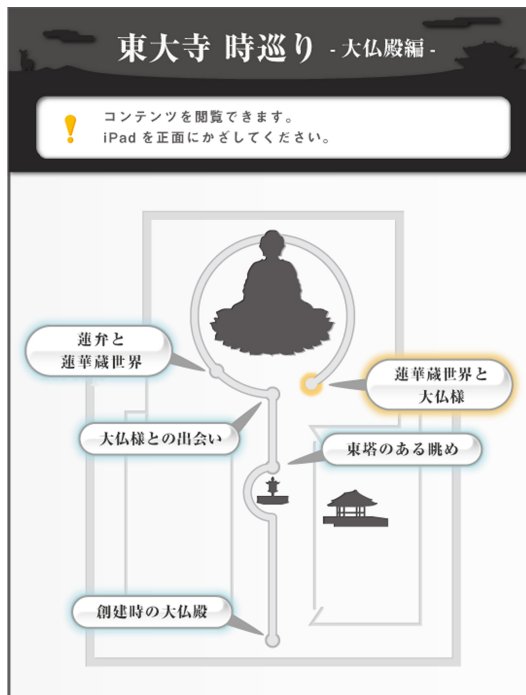 東大寺 時巡り - 大仏殿編 -
コンテンツを閲覧できます。
iPad を正面にかざしてください。
蓮弁と
蓮華蔵世界
蓮華蔵世界と
大仏様
大仏様との出会い
東塔のある眺め
創建時の大仏殿